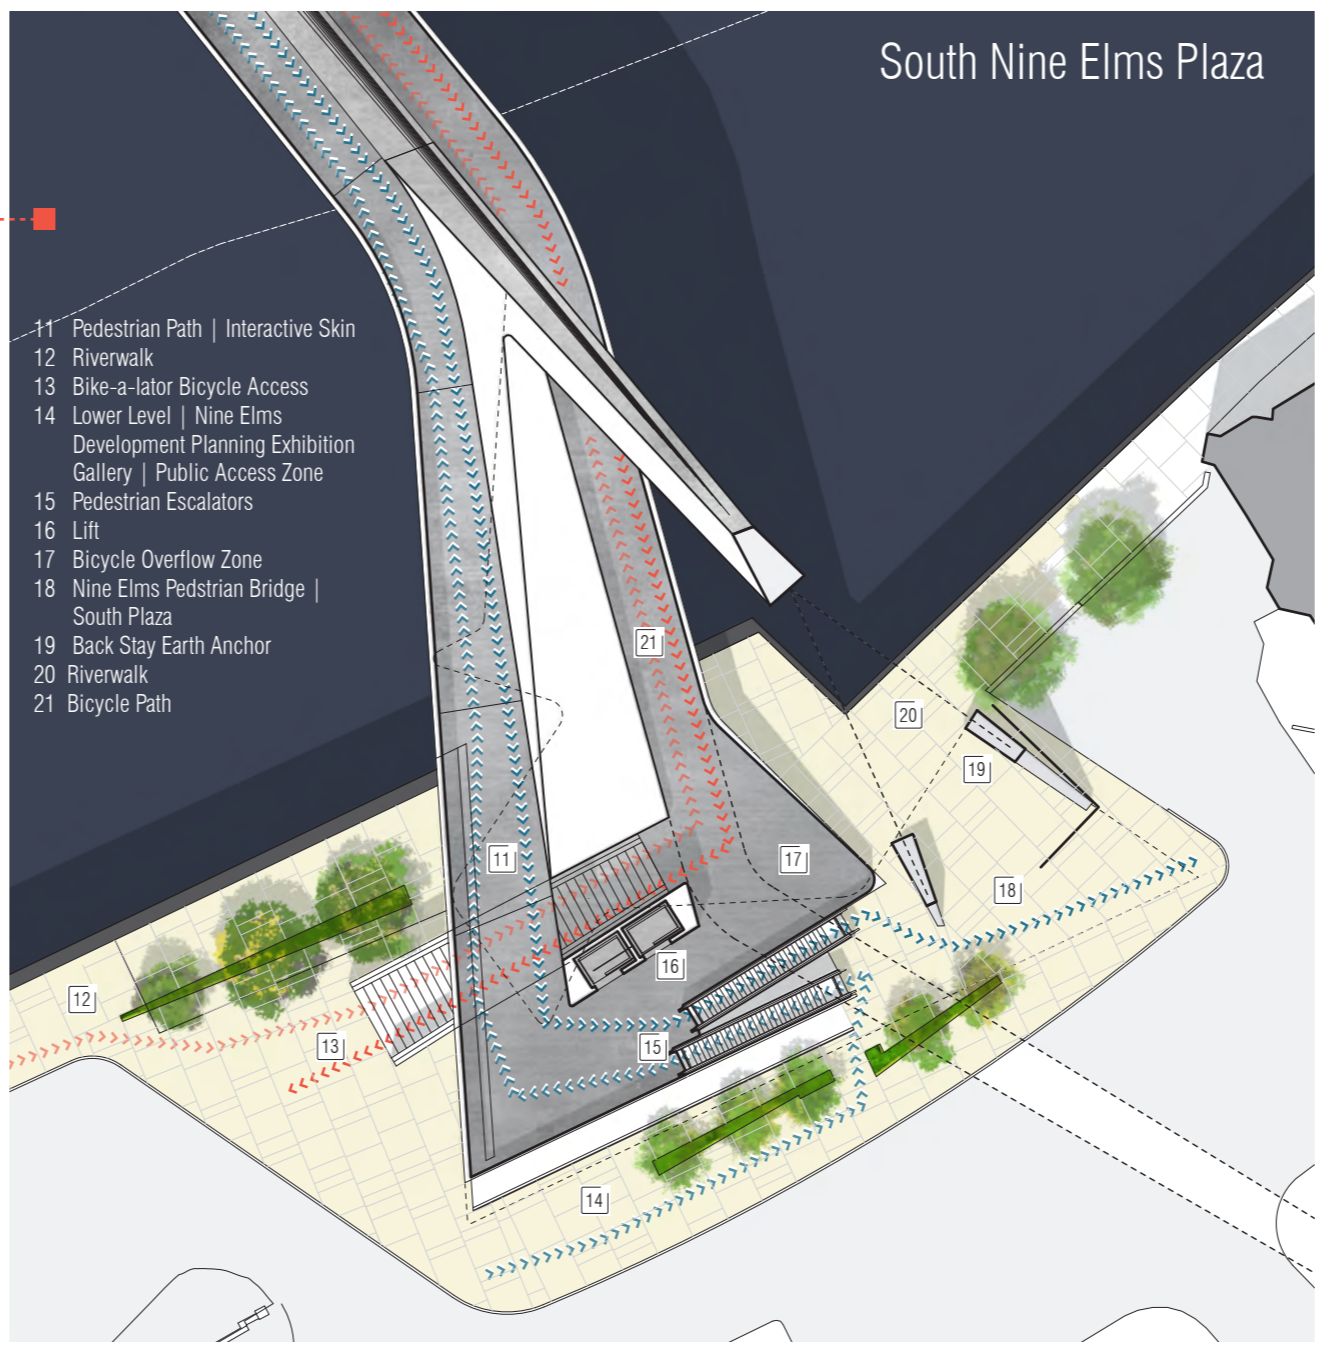 South Nine Elms Plaza
11 Pedestrian Path | Interactive Skin
12 Riverwalk
13 Bike-a-lator Bicycle Access
14 Lower Level | Nine Elms
Development Planning Exhibition
Gallery | Public Access Zone
15 Pedestrian Escalators
16 Lift
17 Bicycle Overflow Zone
18 Nine Elms Pedstrian Bridge |
South Plaza
19 Back Stay Earth Anchor
20 Riverwalk
21 Bicycle Path
21
20
19
11
17
18
16
12
13
15
14